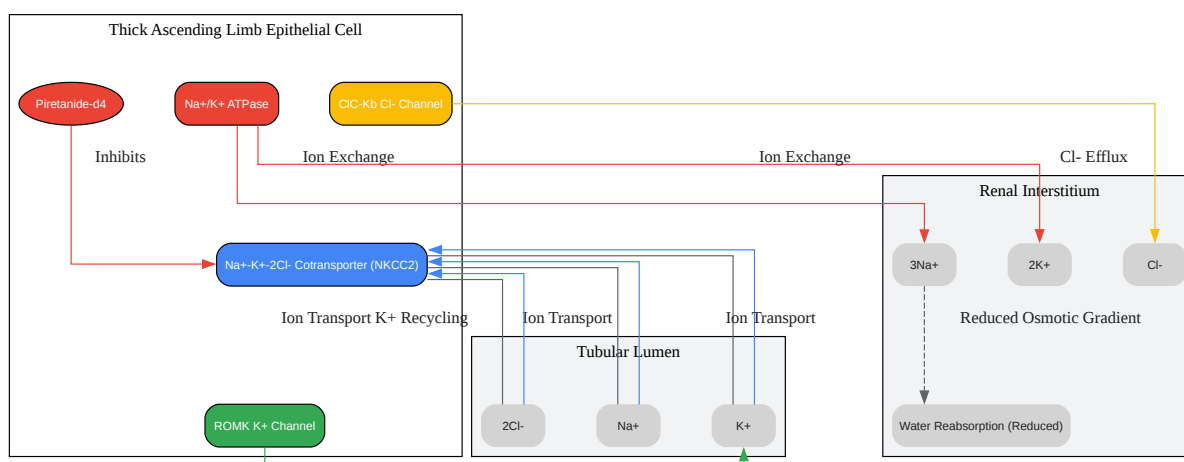 Thick Ascending Limb Epithelial Cell
Piretanide-d4
Na+/K+ ATPase
ClC-Kb Cl- Channel
Inhibits
Ion Exchange
Ion Exchange
Cl- Efflux
Renal Interstitium
Na+-K+-2Cl- Cotransporter (NKCC2)
3Na+
2K+
Cl-
Ion Transport
K+ Recycling
Ion Transport
Ion Transport
Reduced Osmotic Gradient
Tubular Lumen
ROMK K+ Channel
2Cl-
Na+
K+
Water Reabsorption (Reduced)